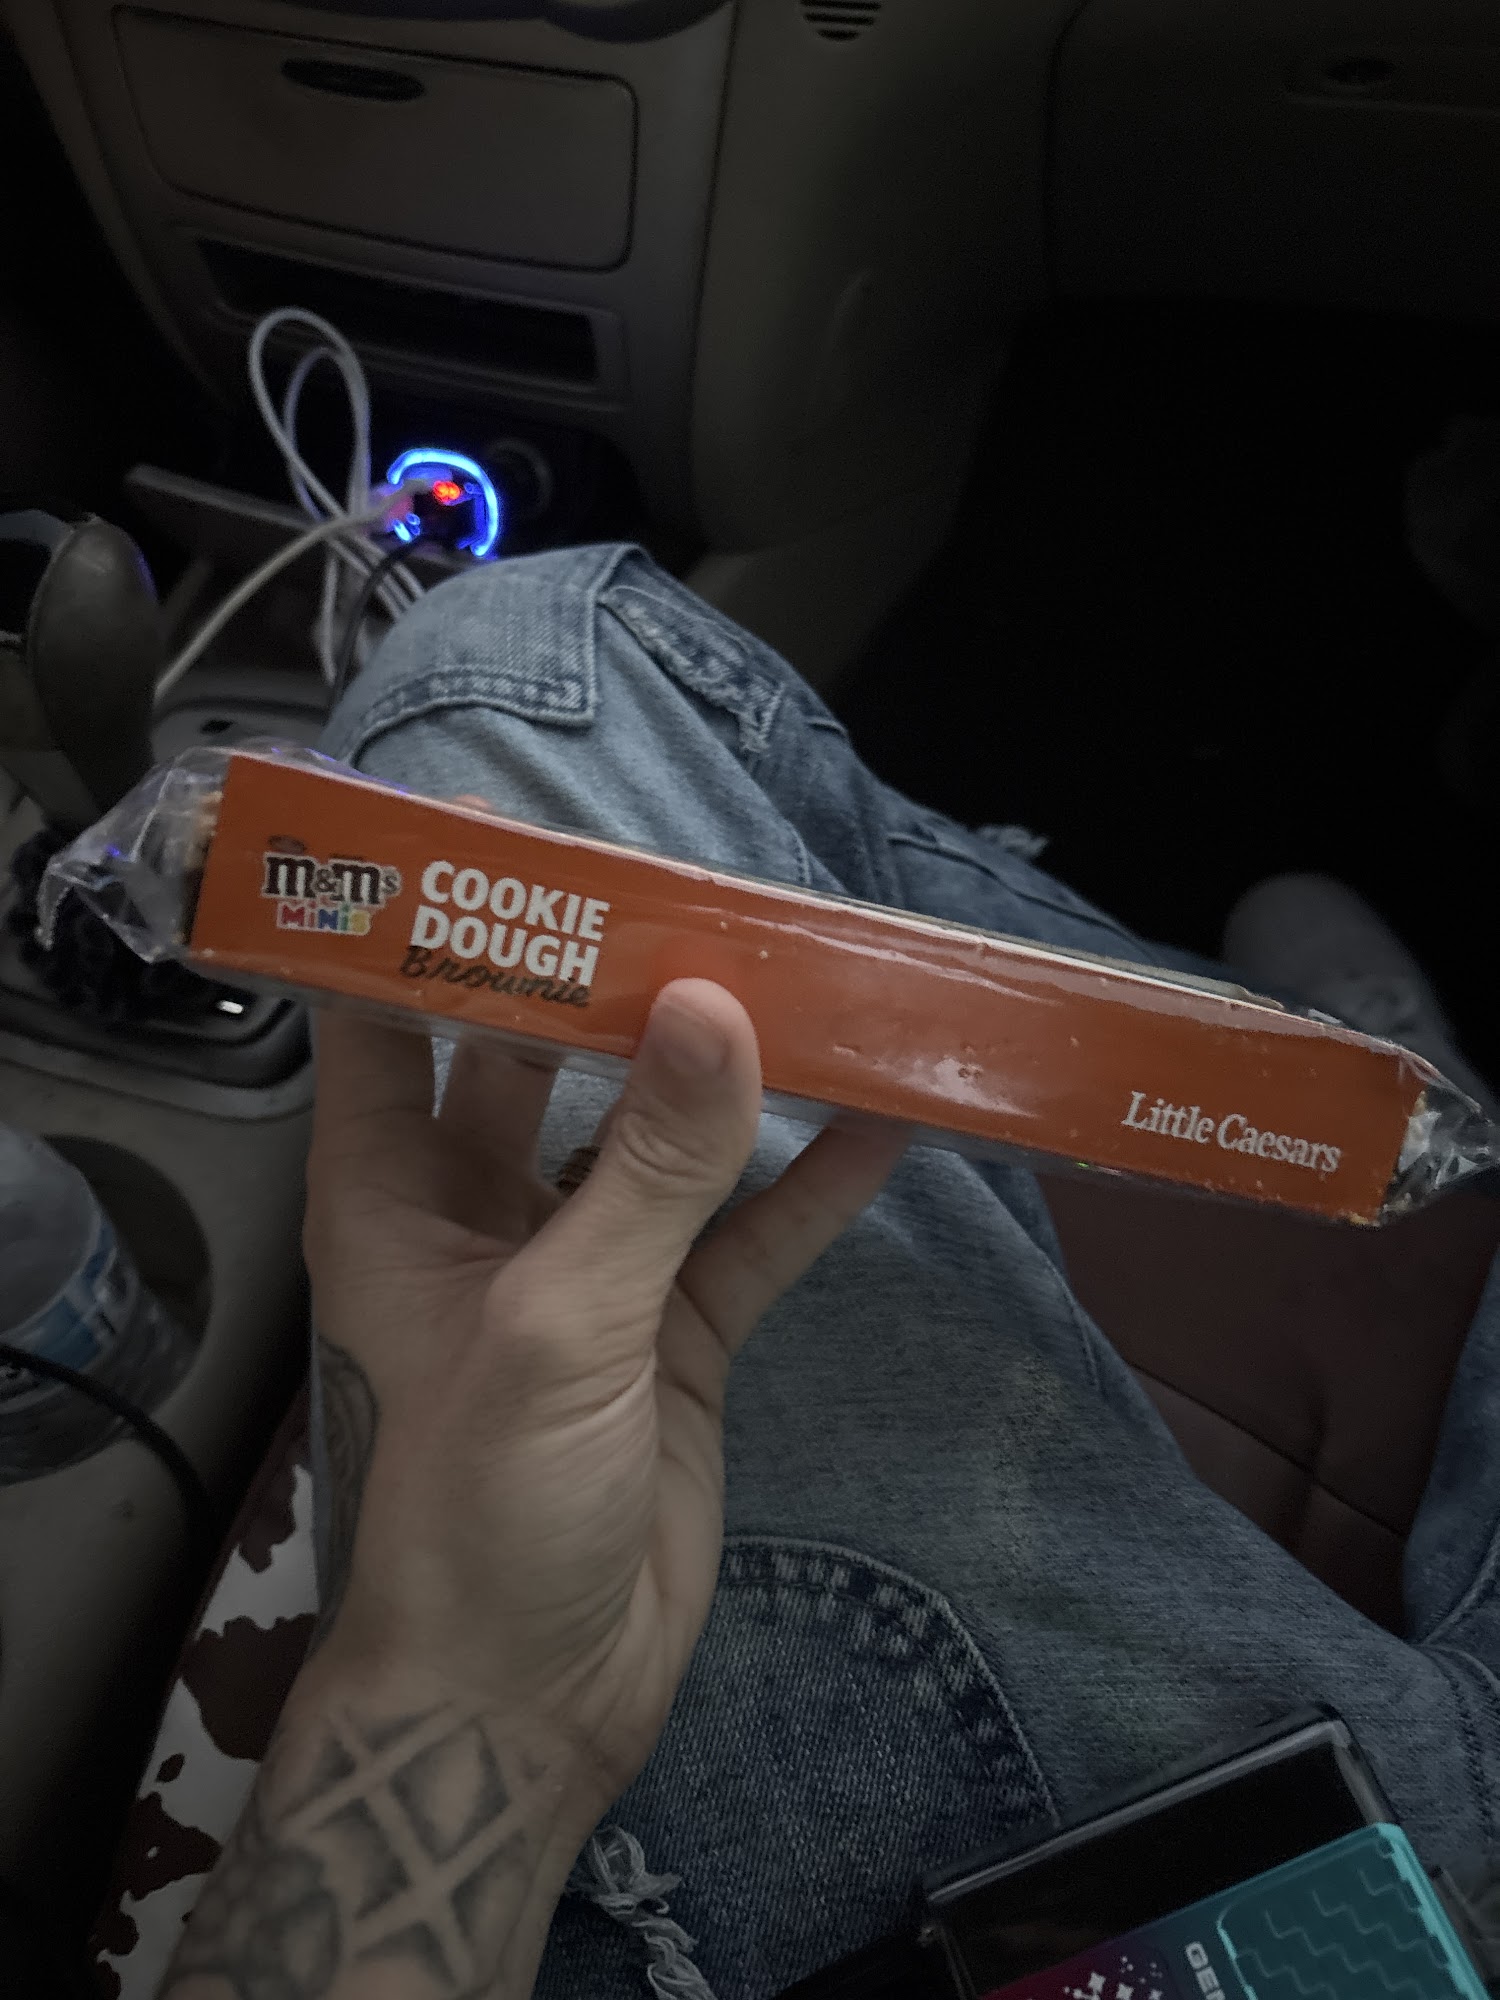 m&m's
MiNiS
COOKIE
DOUGH
Brownie
Little Caesars